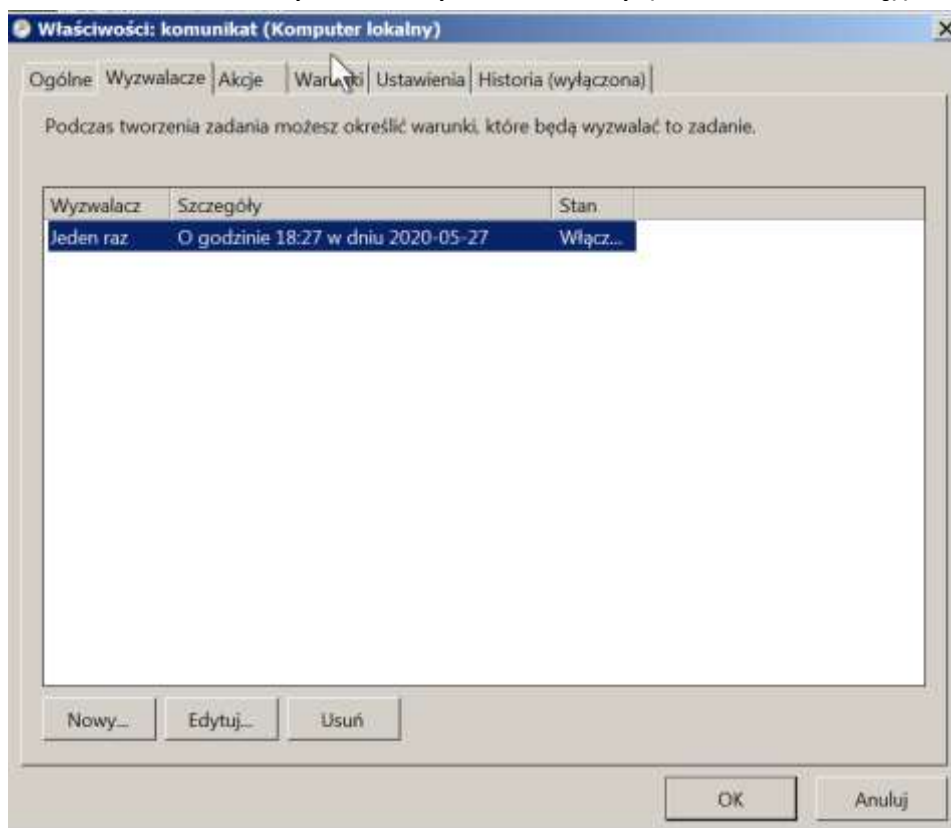 Właściwości: komunikat (Komputer lokalny)
Ogólne Wyzwalacze Akcje Warunki Ustawienia Historia (wyłączona)
Podczas tworzenia zadania możesz określić warunki, które będą wyzwalać to zadanie.
Wyzwalacz Szczegóły Stan
Jeden raz O godzinie 18:27 w dniu 2020-05-27 Włącz...
Nowy... Edytuj... Usuń
OK Anuluj